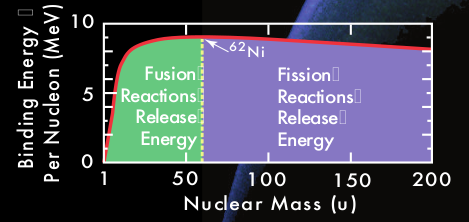 Binding Energy
Per Nucleon (MeV)
10
5
0
62Ni
Fusion
Reactions
Release
Energy
Fission
Reactions
Release
Energy
1 50 100 150 200
Nuclear Mass (u)